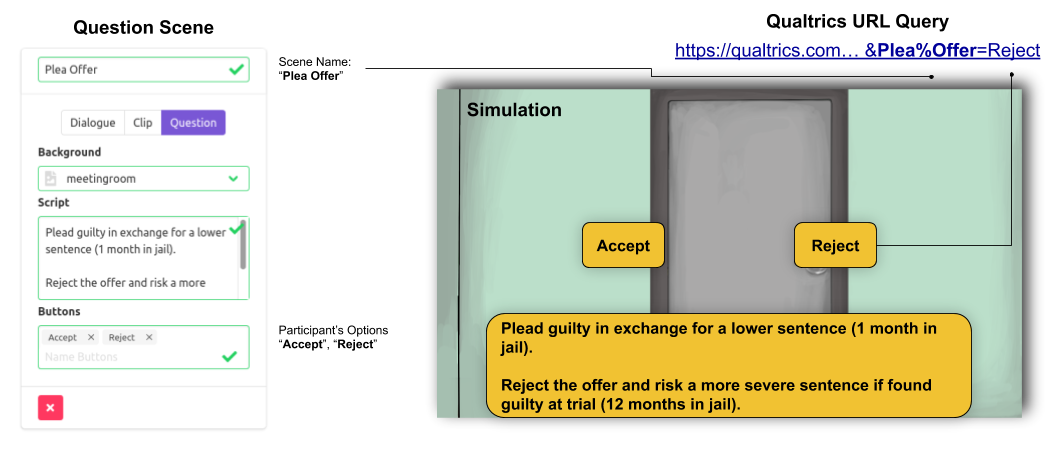 Question Scene
Plea Offer
Dialogue Clip Question
Background
meetingroom
Script
Plead guilty in exchange for a lower
sentence (1 month in jail).
Reject the offer and risk a more
Buttons
Accept × Reject ×
Name Buttons
×
Scene Name:
“Plea Offer”
Participant’s Options
“Accept”, “Reject”
Qualtrics URL Query
https://qualtrics.com… &Plea%Offer=Reject
Simulation
Accept
Reject
Plead guilty in exchange for a lower sentence (1 month in
jail).
Reject the offer and risk a more severe sentence if found
guilty at trial (12 months in jail).